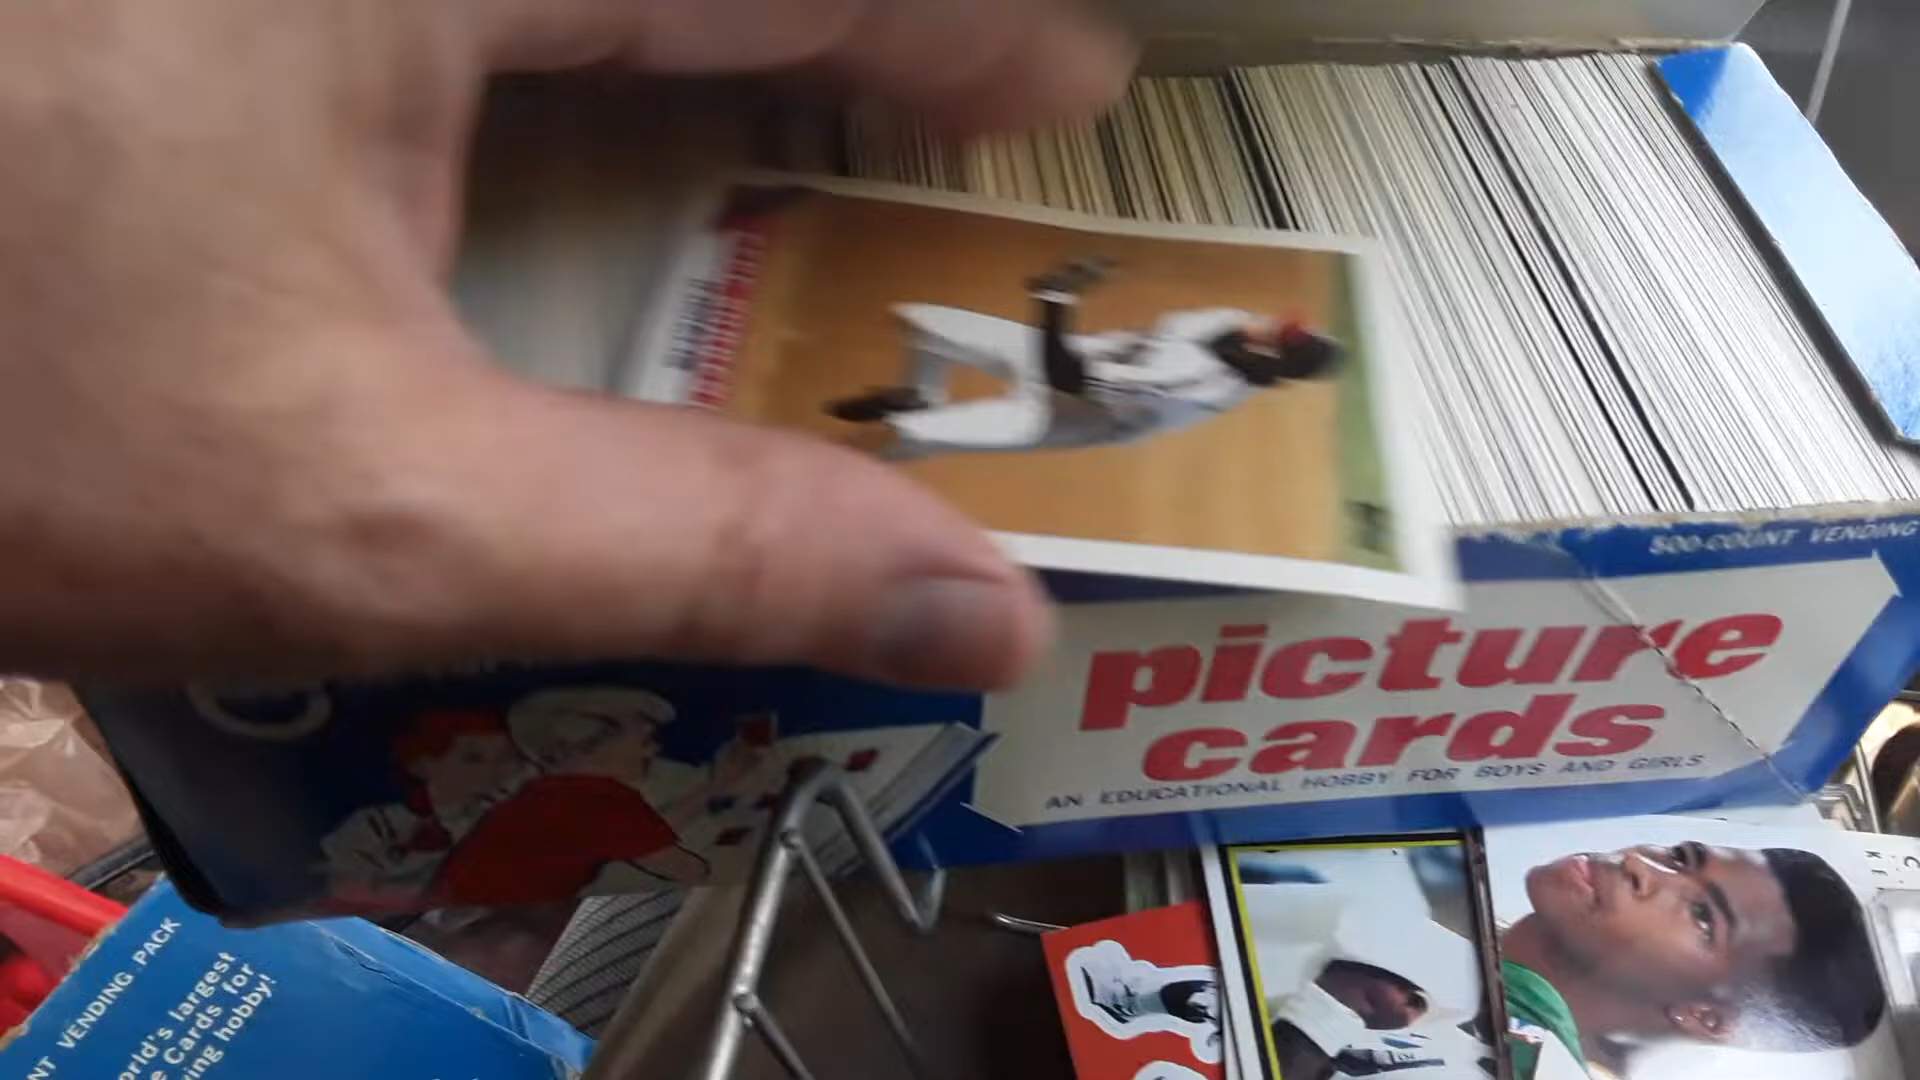 500-COUNT VENDING
picture
cards
AN EDUCATIONAL HOBBY FOR BOYS AND GIRLS
NT VENDING PACK
orld's largest
e Cards for
ving hobby!